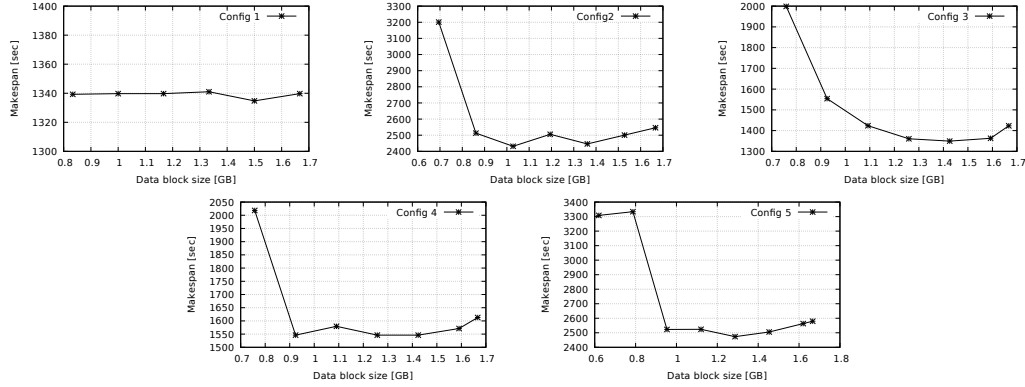 1400
1380
1360
1340
1320
1300
Makespan [sec]
Config 1
0.8 0.9 1 1.1 1.2 1.3 1.4 1.5 1.6 1.7
Data block size [GB]
3300
3200
3100
3000
2900
2800
2700
2600
2500
2400
Makespan [sec]
Config2
0.6 0.7 0.8 0.9 1 1.1 1.2 1.3 1.4 1.5 1.6 1.7
Data block size [GB]
2000
1900
1800
1700
1600
1500
1400
1300
Makespan [sec]
Config 3
0.7 0.8 0.9 1 1.1 1.2 1.3 1.4 1.5 1.6 1.7
Data block size [GB]
2050
2000
1950
1900
1850
1800
1750
1700
1650
1600
1550
1500
Makespan [sec]
Config 4
0.7 0.8 0.9 1 1.1 1.2 1.3 1.4 1.5 1.6 1.7
Data block size [GB]
3400
3300
3200
3100
3000
2900
2800
2700
2600
2500
2400
Makespan [sec]
Config 5
0.6 0.8 1 1.2 1.4 1.6 1.8
Data block size [GB]